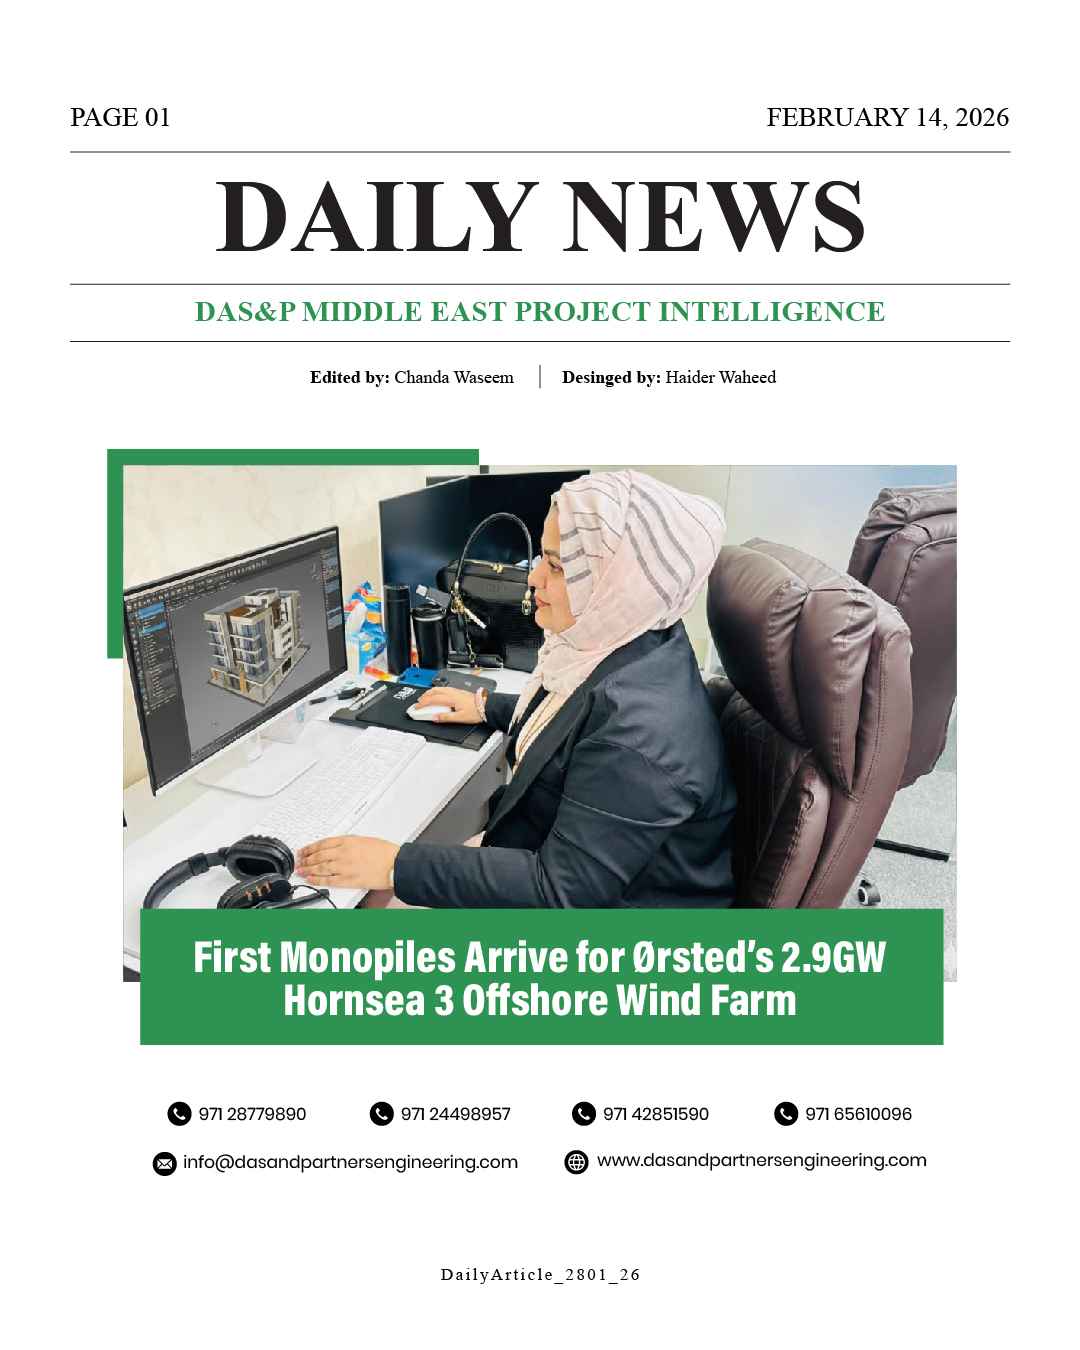 PAGE 01
FEBRUARY 14, 2026
DAILY NEWS
DAS&P MIDDLE EAST PROJECT INTELLIGENCE
Edited by: Chanda Waseem
Desinged by: Haider Waheed
First Monopiles Arrive for Ørsted's 2.9GW
Hornsea 3 Offshore Wind Farm
971 28779890
971 24498957
971 42851590
971 65610096
info@dasandpartnersengineering.com
www.dasandpartnersengineering.com
DailyArticle_2801_26